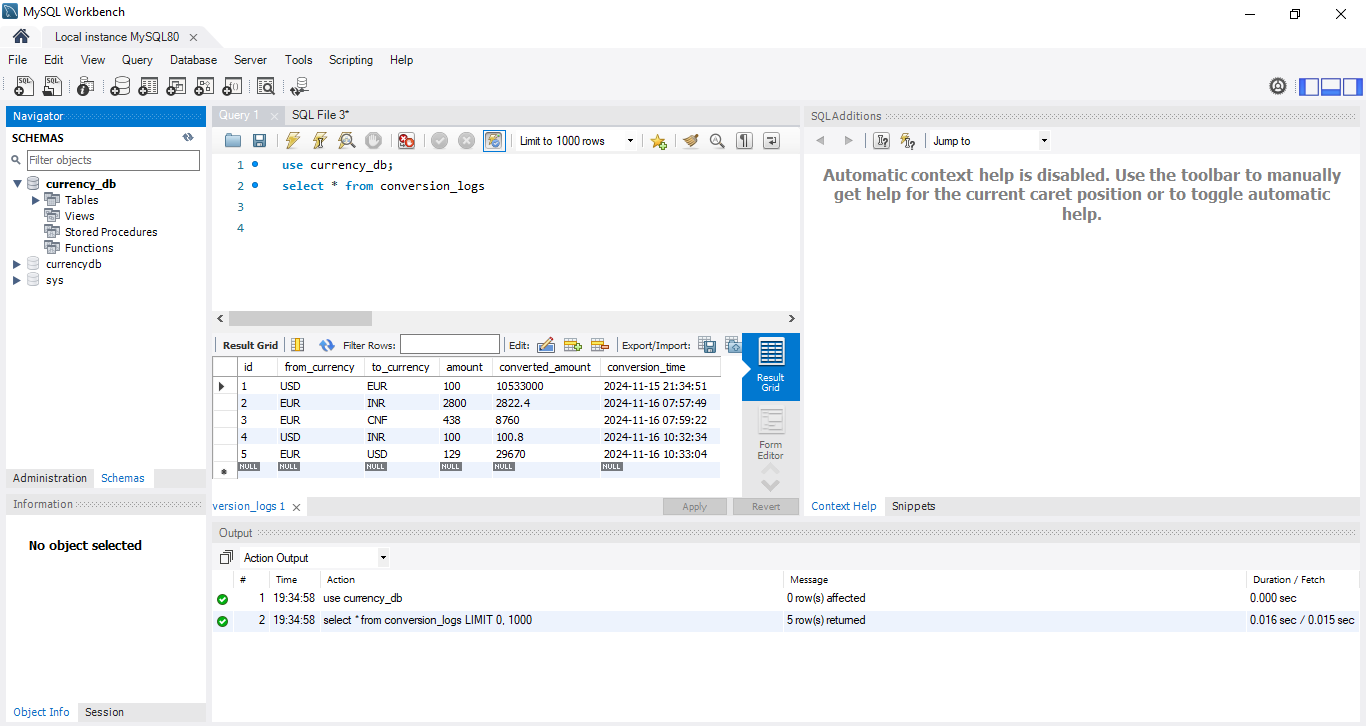 MySQL Workbench
Local instance MySQL80
File Edit View Query Database Server Tools Scripting Help
Navigator
SCHEMAS
Filter objects
currency_db
Tables
Views
Stored Procedures
Functions
currencydb
sys
Administration Schemas
Information
No object selected
Object Info Session
Query 1 SQL File 3*
Limit to 1000 rows
1 use currency_db;
2 select * from conversion_logs
3
4
Result Grid Filter Rows: Edit: Export/Import:
id from_currency to_currency amount converted_amount conversion_time
1 USD EUR 100 10533000 2024-11-15 21:34:51
2 EUR INR 2800 2822.4 2024-11-16 07:57:49
3 EUR CNF 438 8760 2024-11-16 07:59:22
4 USD INR 100 100.8 2024-11-16 10:32:34
5 EUR USD 129 29670 2024-11-16 10:33:04
NULL NULL NULL NULL NULL NULL
Result
Grid
Form
Editor
version_logs 1 Apply Revert
SQLAdditions
Jump to
Automatic context help is disabled. Use the toolbar to manually
get help for the current caret position or to toggle automatic
help.
Context Help Snippets
Output
Action Output
# Time Action Message Duration / Fetch
1 19:34:58 use currency_db 0 row(s) affected 0.000 sec
2 19:34:58 select * from conversion_logs LIMIT 0, 1000 5 row(s) returned 0.016 sec / 0.015 sec